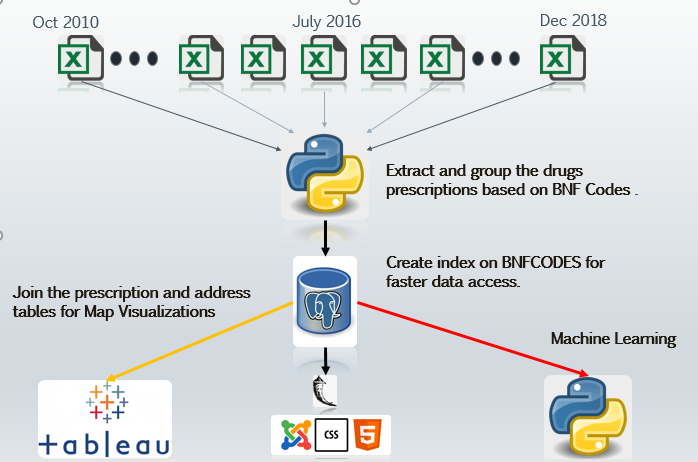 Oct 2010
July 2016
Dec 2018
X
X
X
X
X
X
X
Extract and group the drugs
prescriptions based on BNF Codes .
Create index on BNFCODES for
faster data access.
Join the prescription and address
tables for Map Visualizations
Machine Learning
+ableau
CSS
5